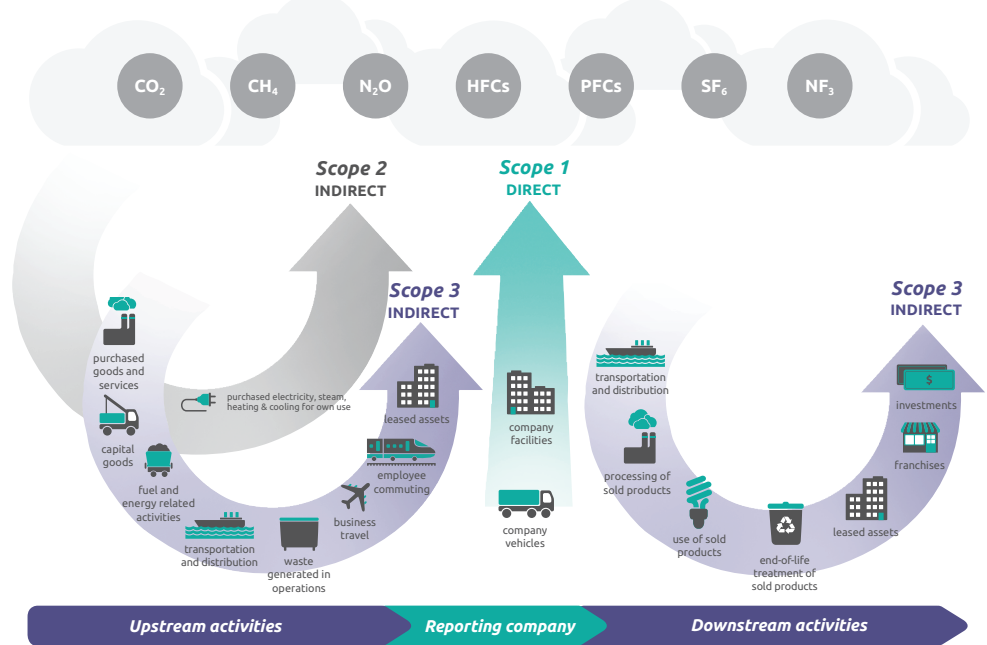 CO₂
CH₄
N₂O
HFCs
PFCs
SF₆
NF₃
Scope 2
INDIRECT
Scope 1
DIRECT
Scope 3
INDIRECT
Scope 3
INDIRECT
purchased
goods and
services
capital
goods
fuel and
energy related
activities
transportation
and distribution
waste
generated in
operations
business
travel
employee
commuting
leased assets
purchased electricity, steam,
heating & cooling for own use
company
facilities
company
vehicles
transportation
and distribution
processing of
sold products
use of sold
products
end-of-life
treatment of
sold products
leased assets
franchises
investments
$
Upstream activities
Reporting company
Downstream activities